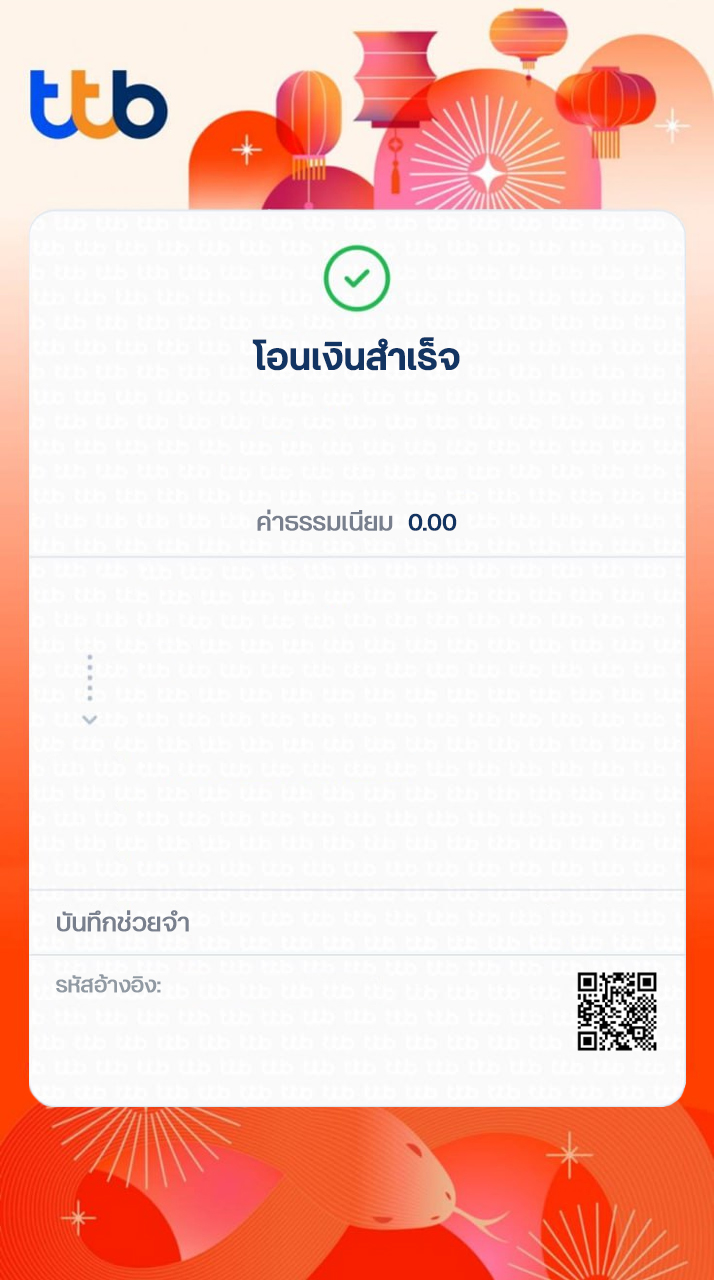 ttb
โอนเงินสำเร็จ
ค่าธรรมเนียม 0.00
บันทึกช่วยจำ
รหัสอ้างอิง: